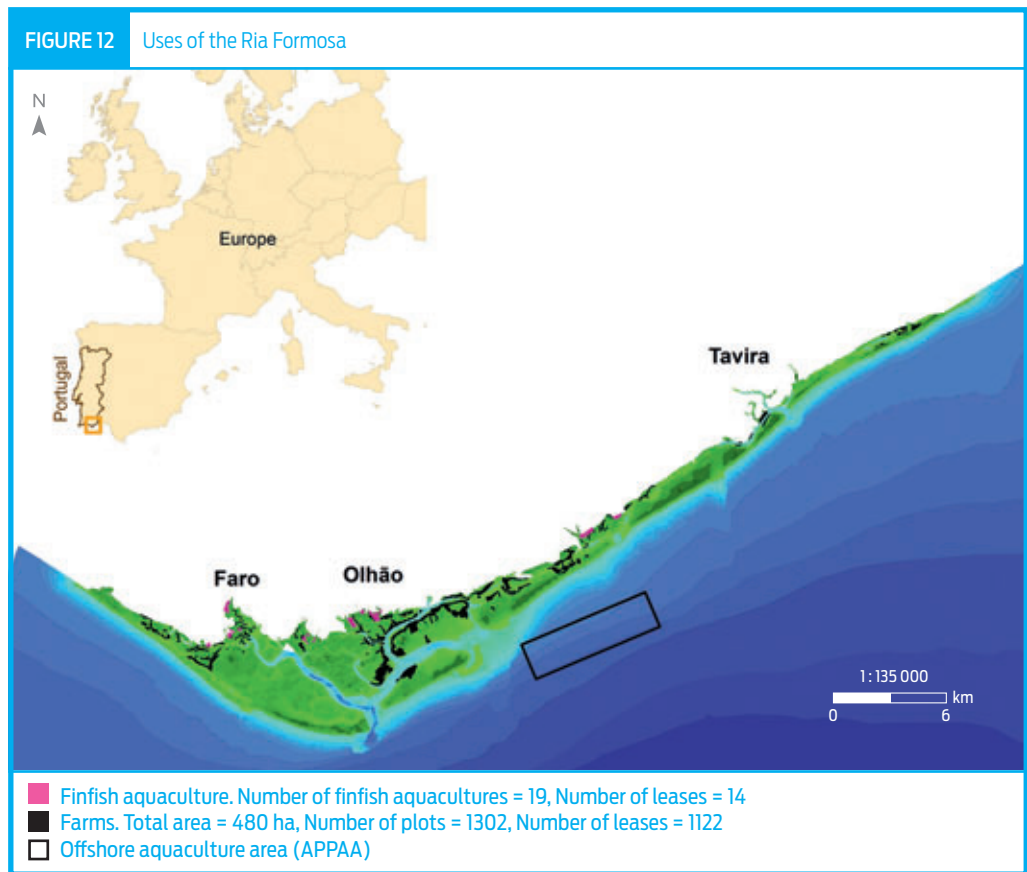 FIGURE 12 Uses of the Ria Formosa
N
Europe
Portugal
Tavira
Faro
Olhão
1 : 135 000
km
0 6
Finfish aquaculture. Number of finfish aquacultures = 19, Number of leases = 14
Farms. Total area = 480 ha, Number of plots = 1302, Number of leases = 1122
Offshore aquaculture area (APPAA)